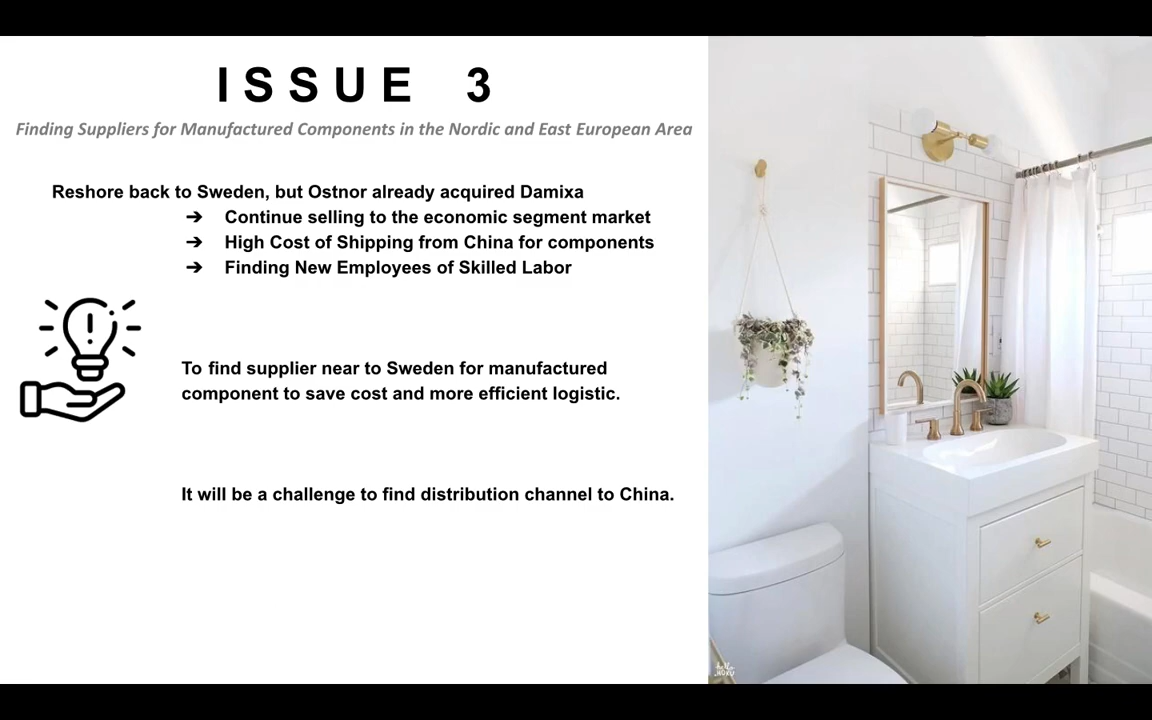 ISSUE 3
Finding Suppliers for Manufactured Components in the Nordic and East European Area
Reshore back to Sweden, but Ostnor already acquired Damixa
➔ Continue selling to the economic segment market
➔ High Cost of Shipping from China for components
➔ Finding New Employees of Skilled Labor
To find supplier near to Sweden for manufactured
component to save cost and more efficient logistic.
It will be a challenge to find distribution channel to China.